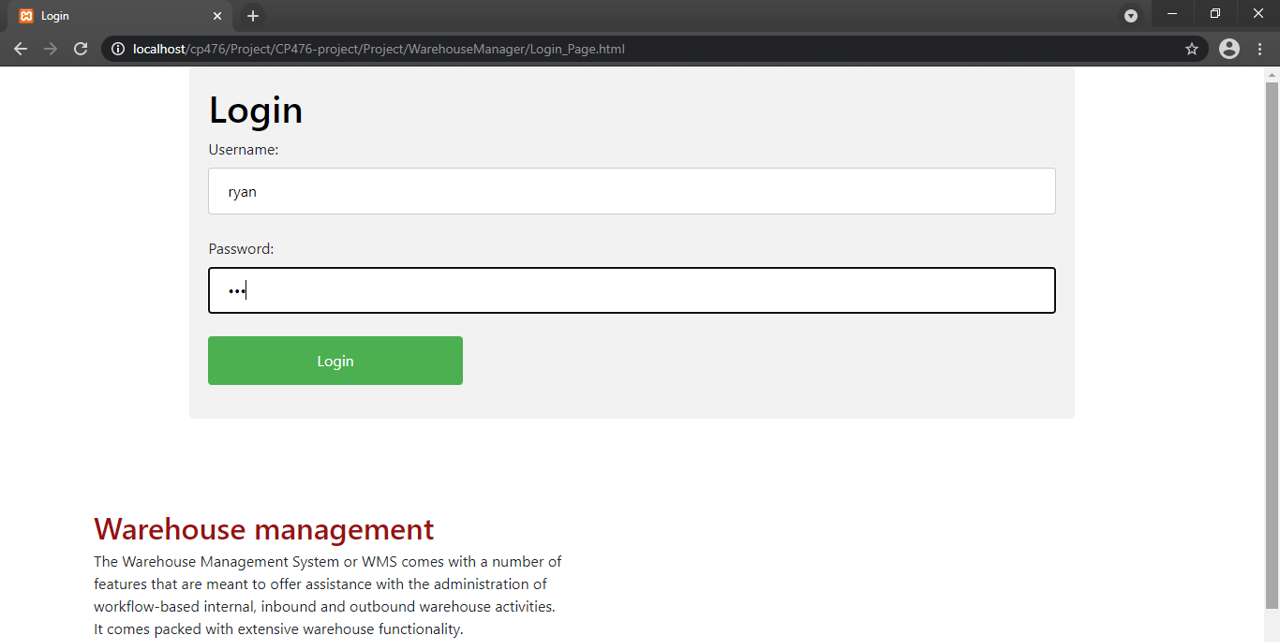 Login
localhost/cp476/Project/CP476-project/Project/WarehouseManager/Login_Page.html
Login
Username:
ryan
Password:
•••
Login
Warehouse management
The Warehouse Management System or WMS comes with a number of
features that are meant to offer assistance with the administration of
workflow-based internal, inbound and outbound warehouse activities.
It comes packed with extensive warehouse functionality.